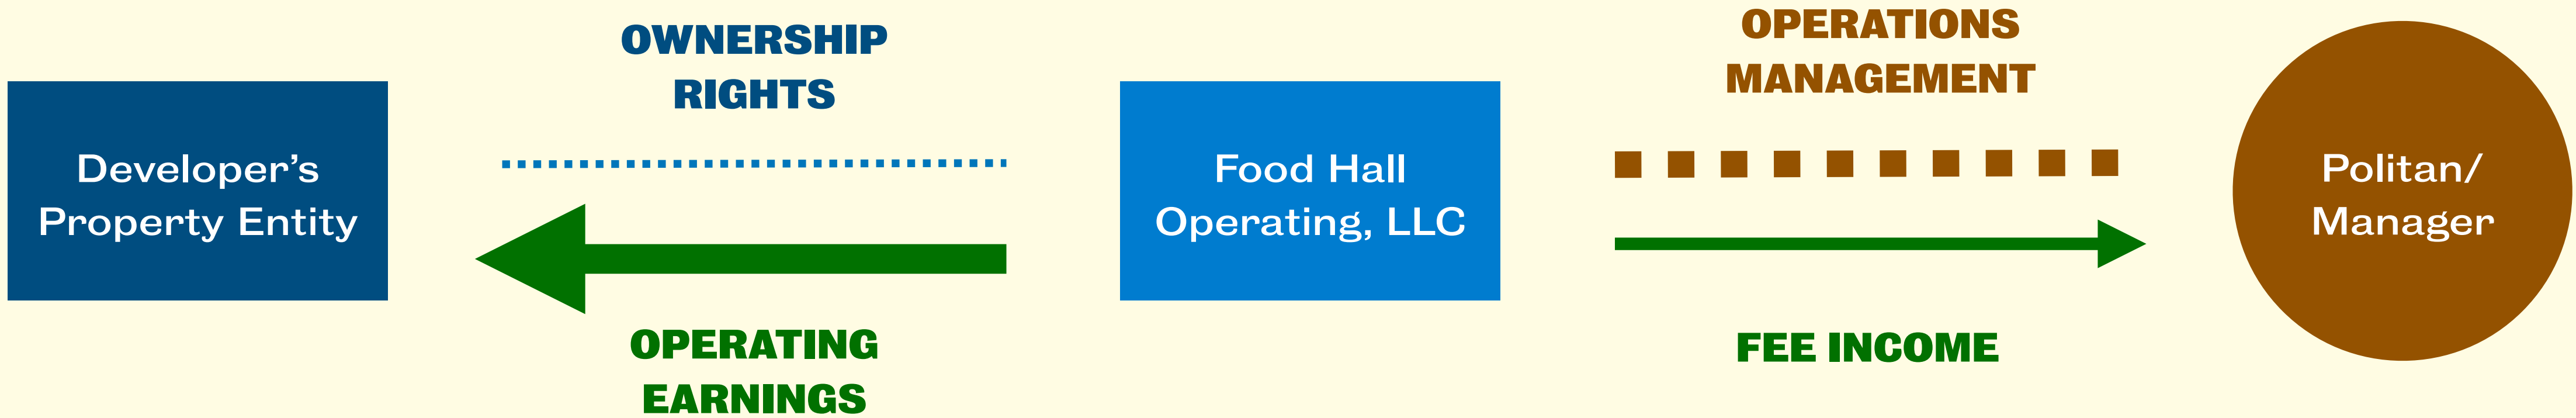 Developer’s
Property Entity
OWNERSHIP
RIGHTS
OPERATING
EARNINGS
Food Hall
Operating, LLC
OPERATIONS
MANAGEMENT
FEE INCOME
Politan/
Manager